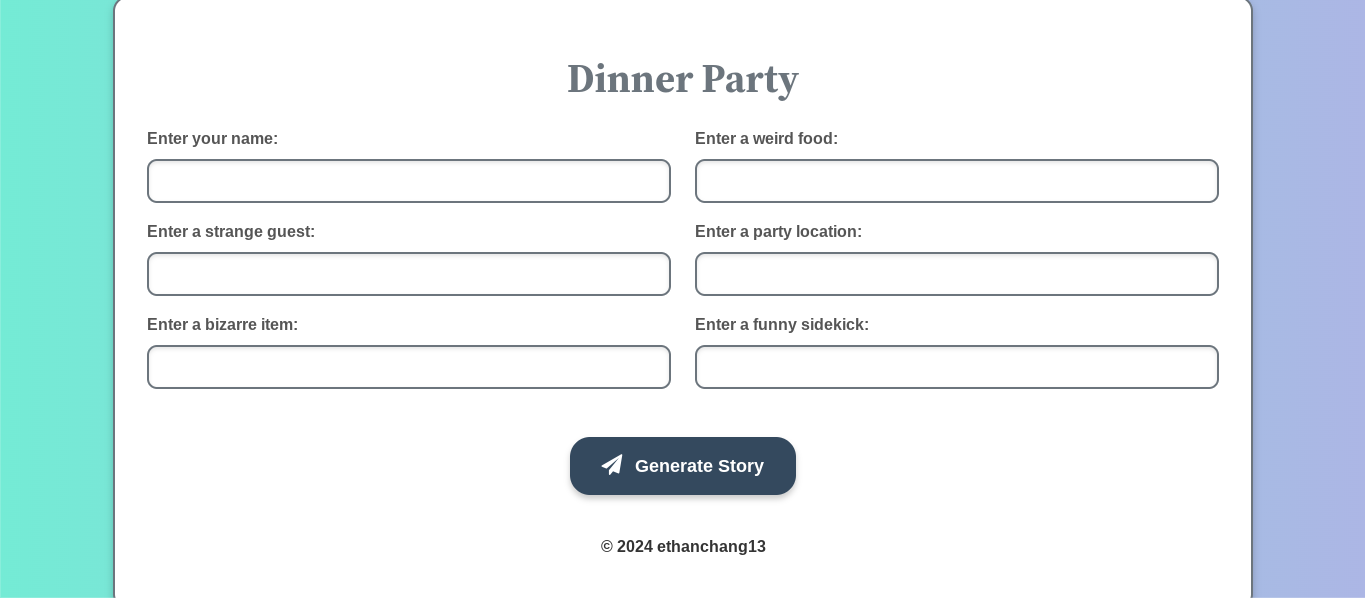 Dinner Party
Enter your name:
Enter a weird food:
Enter a strange guest:
Enter a party location:
Enter a bizarre item:
Enter a funny sidekick:
Generate Story
© 2024 ethanchang13